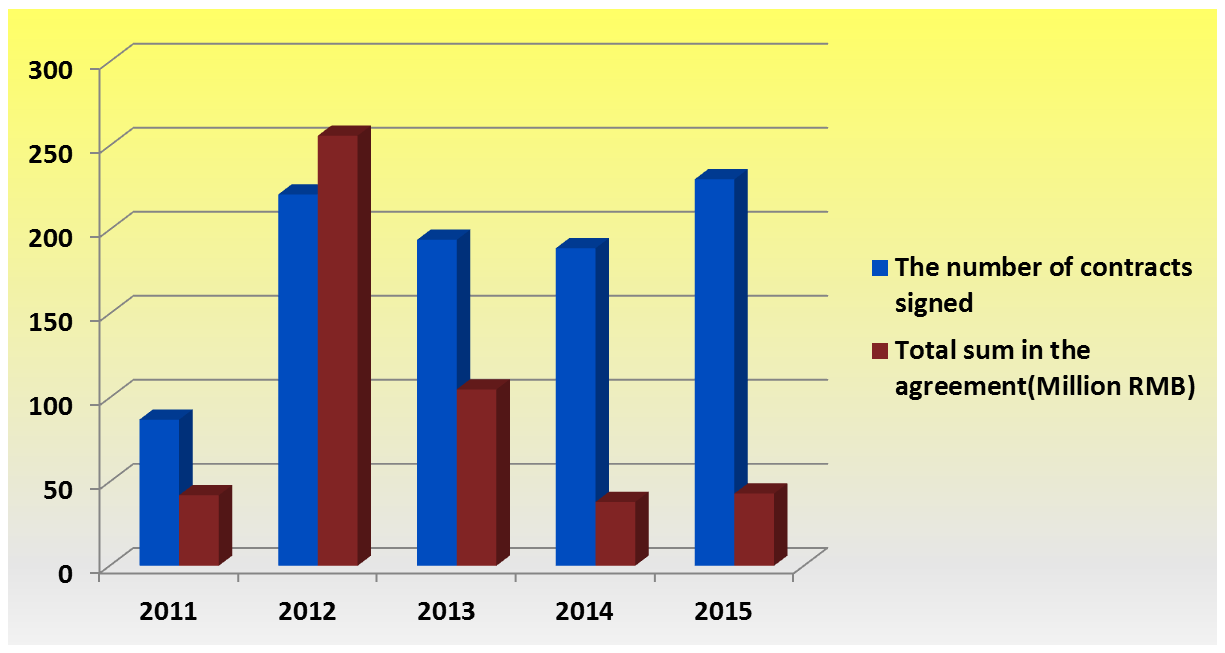 300
250
200
150
100
50
0
2011 2012 2013 2014 2015
The number of contracts
signed
Total sum in the
agreement(Million RMB)